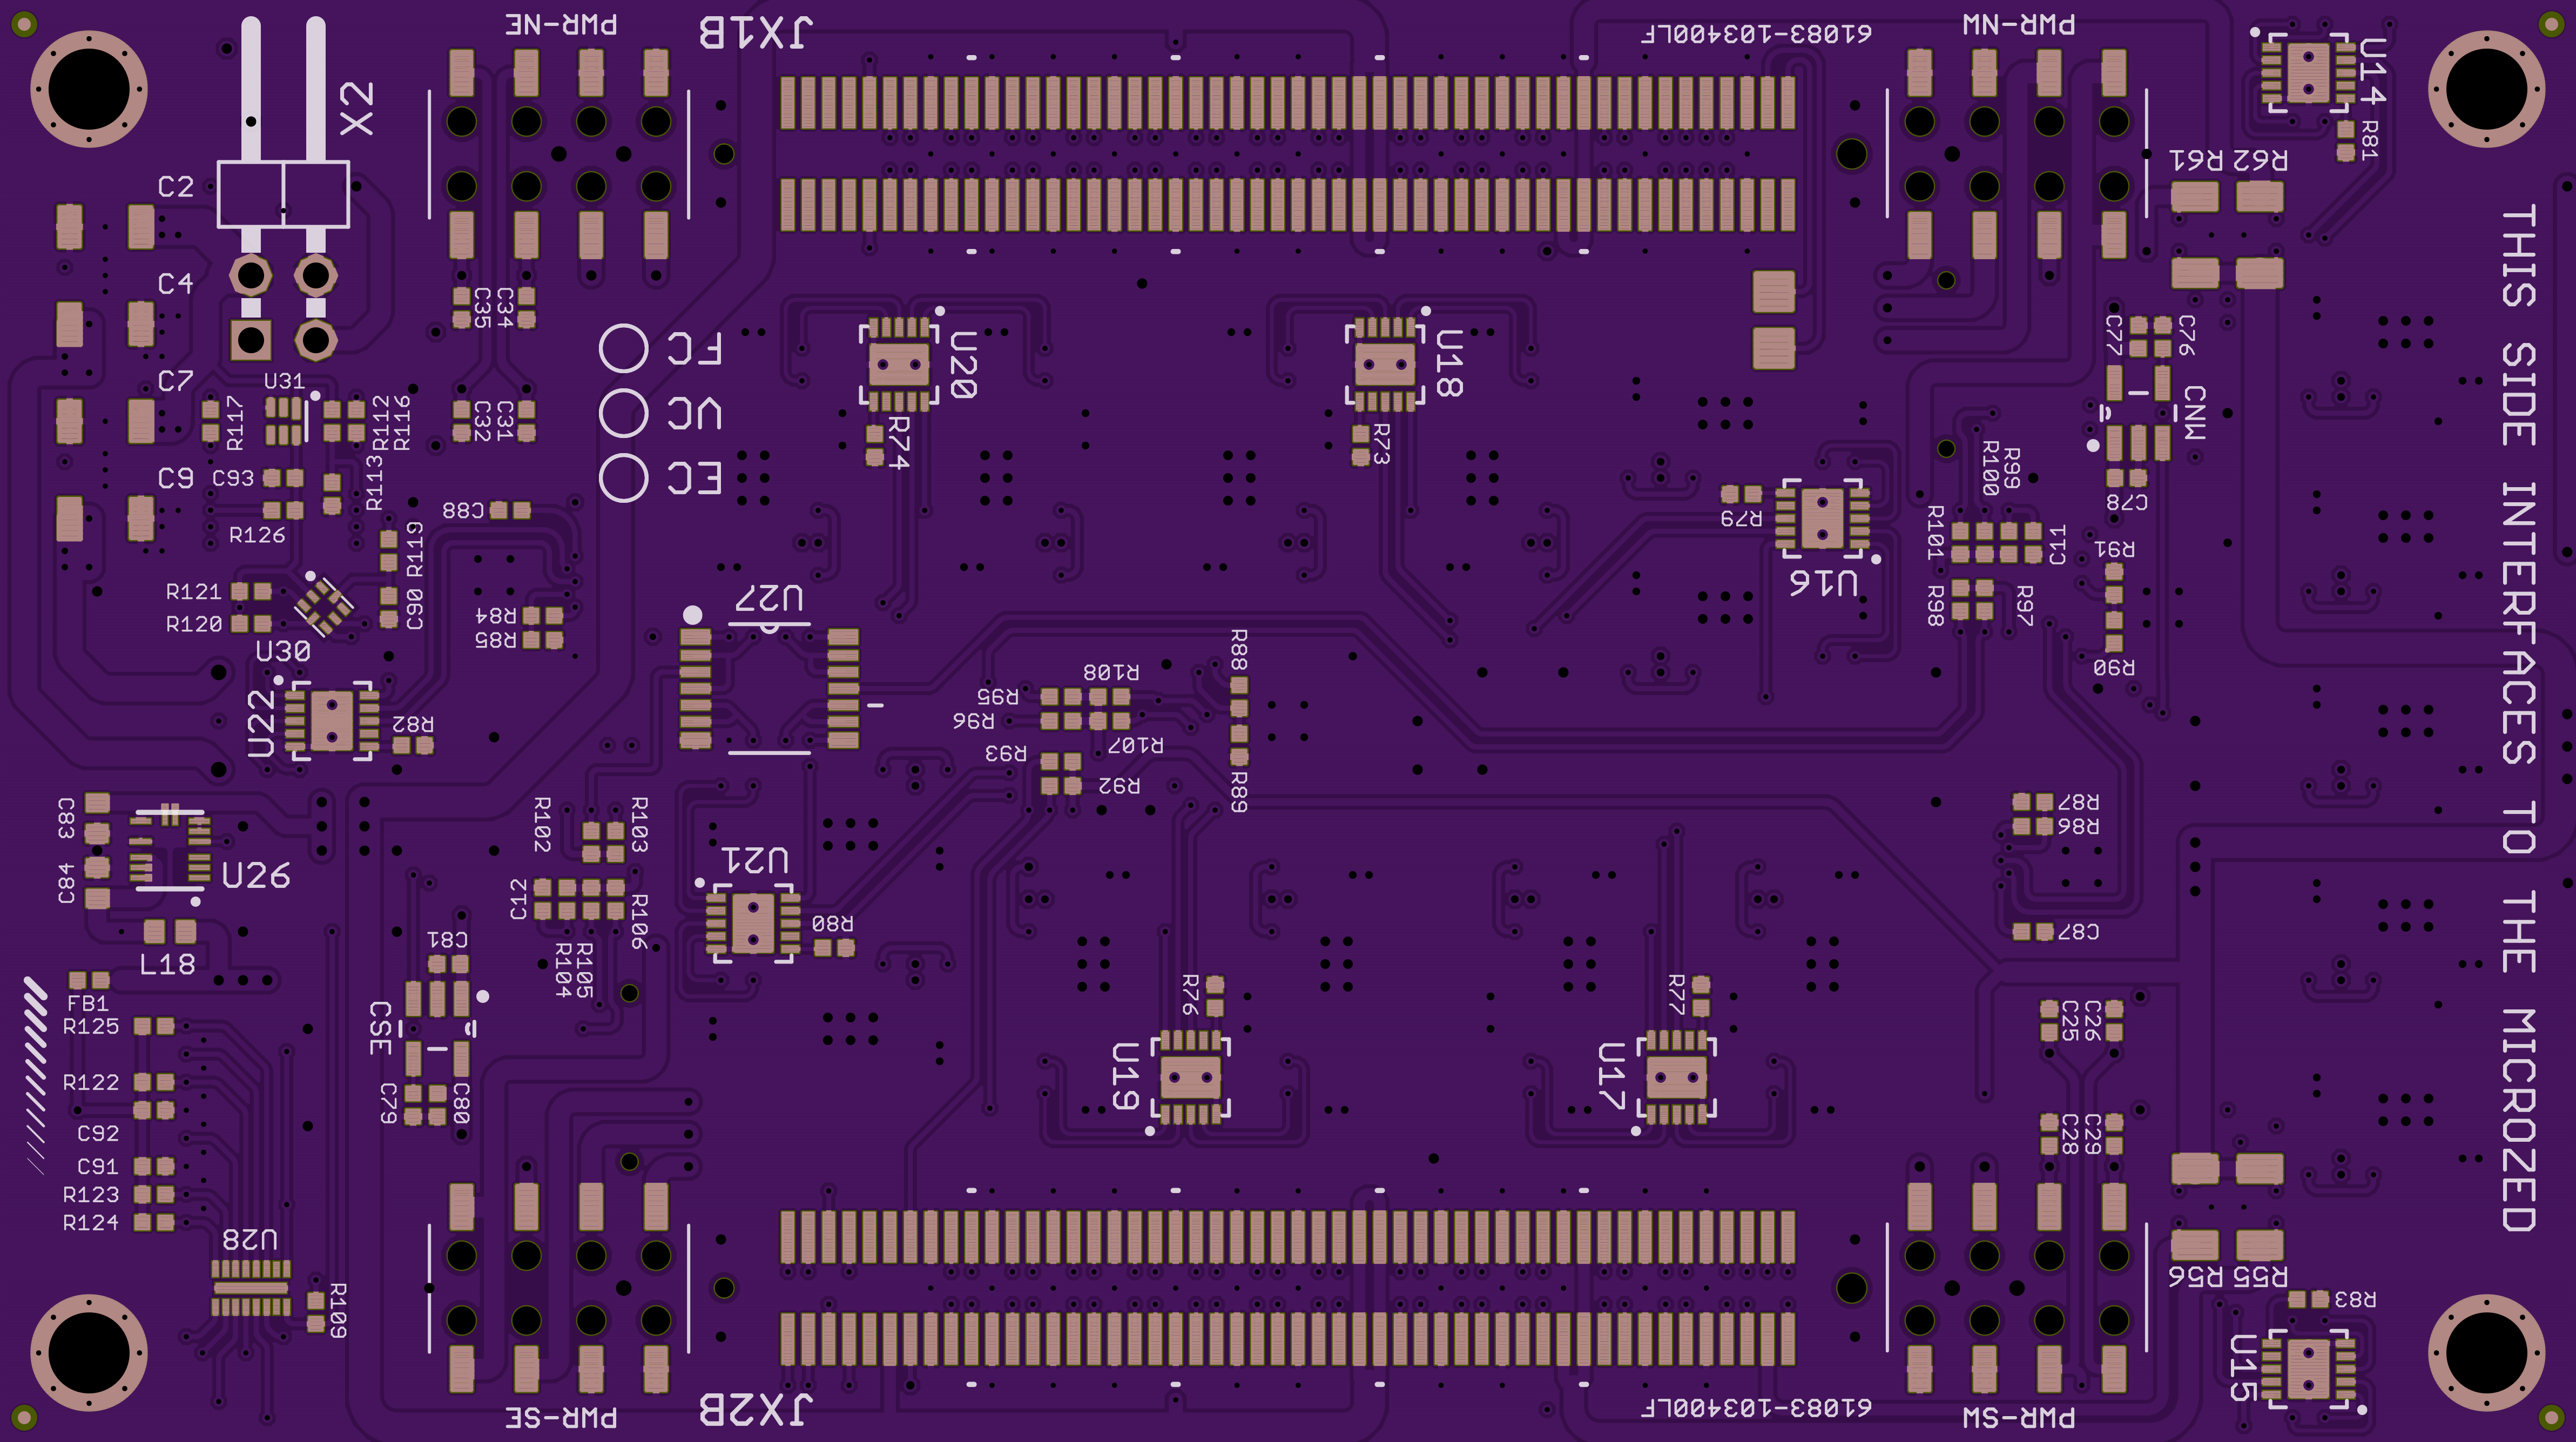 PWR-NE
JX1B
61083-103400LF
PWR-NW
U14
X2
R81
C2
R61
R62
C4
C35
C34
FC
U20
U18
C77
C76
C7
U31
R117
R112
R116
C32
C31
VC
R74
R73
CNW
C9
C93
R113
EC
R79
R100
R99
C78
R126
C88
R119
U16
R101
C11
R91
R121
R120
C90
R84
R85
U27
R98
R97
U30
R88
R108
R95
R96
R107
R90
U22
R82
R93
R92
R89
C83
C84
U26
R102
R103
R87
R86
U21
C12
R106
R80
C81
C87
L18
R104
R105
FB1
R76
R77
R125
CSE
C25
C26
U19
U17
R122
C79
C80
C92
C28
C29
C91
R123
R124
U28
R109
R56
R55
R83
U15
PWR-SE
JX2B
61083-103400LF
PWR-SW
THIS SIDE INTERFACES TO THE MICROZED